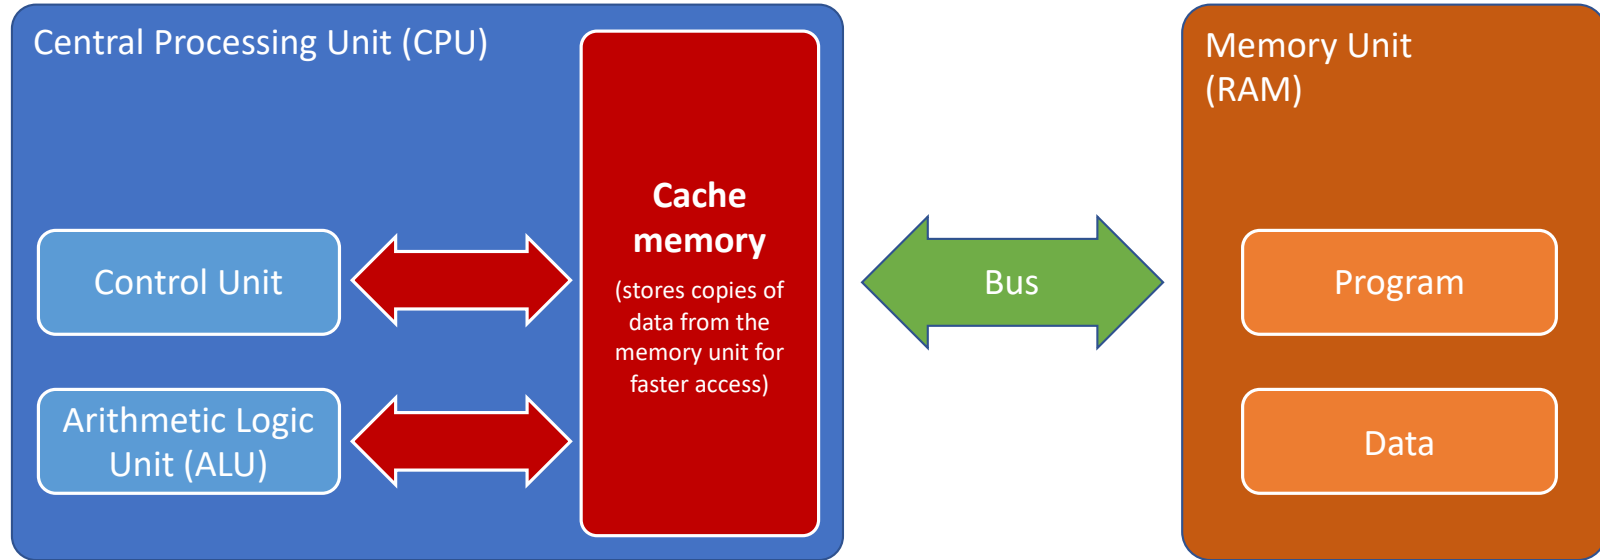 Central Processing Unit (CPU)
Cache
memory
(stores copies of
data from the
memory unit for
faster access)
Control Unit
Arithmetic Logic
Unit (ALU)
Bus
Memory Unit
(RAM)
Program
Data